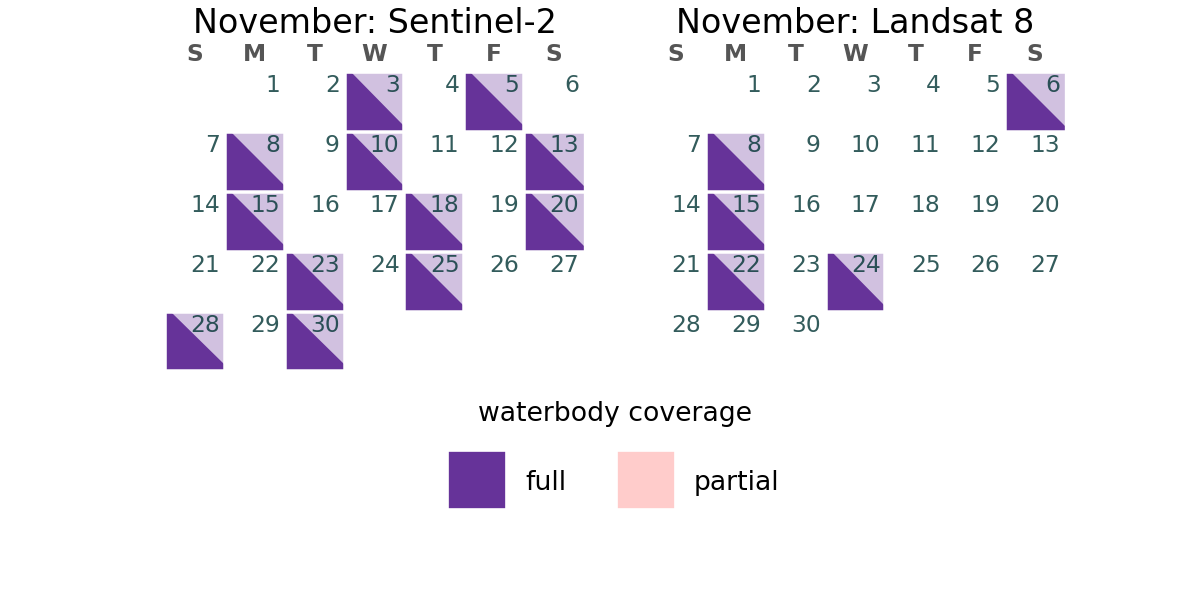 November: Sentinel-2
S M T W T F S
1 2 3 4 5 6
7 8 9 10 11 12 13
14 15 16 17 18 19 20
21 22 23 24 25 26 27
28 29 30
November: Landsat 8
S M T W T F S
1 2 3 4 5 6
7 8 9 10 11 12 13
14 15 16 17 18 19 20
21 22 23 24 25 26 27
28 29 30
waterbody coverage
full partial